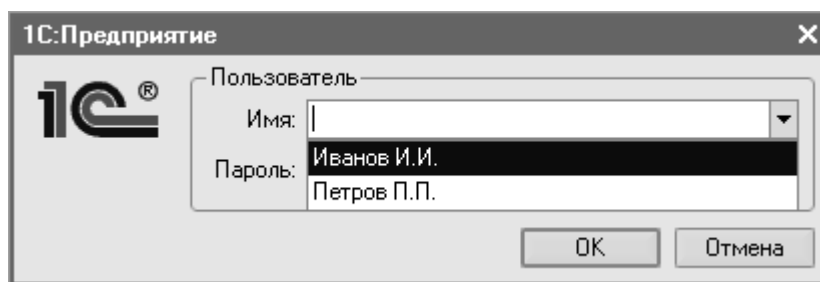 1С:Предприятие
1С®
Пользователь
Имя:
Иванов И.И.
Пароль:
Петров П.П.
OK
Отмена